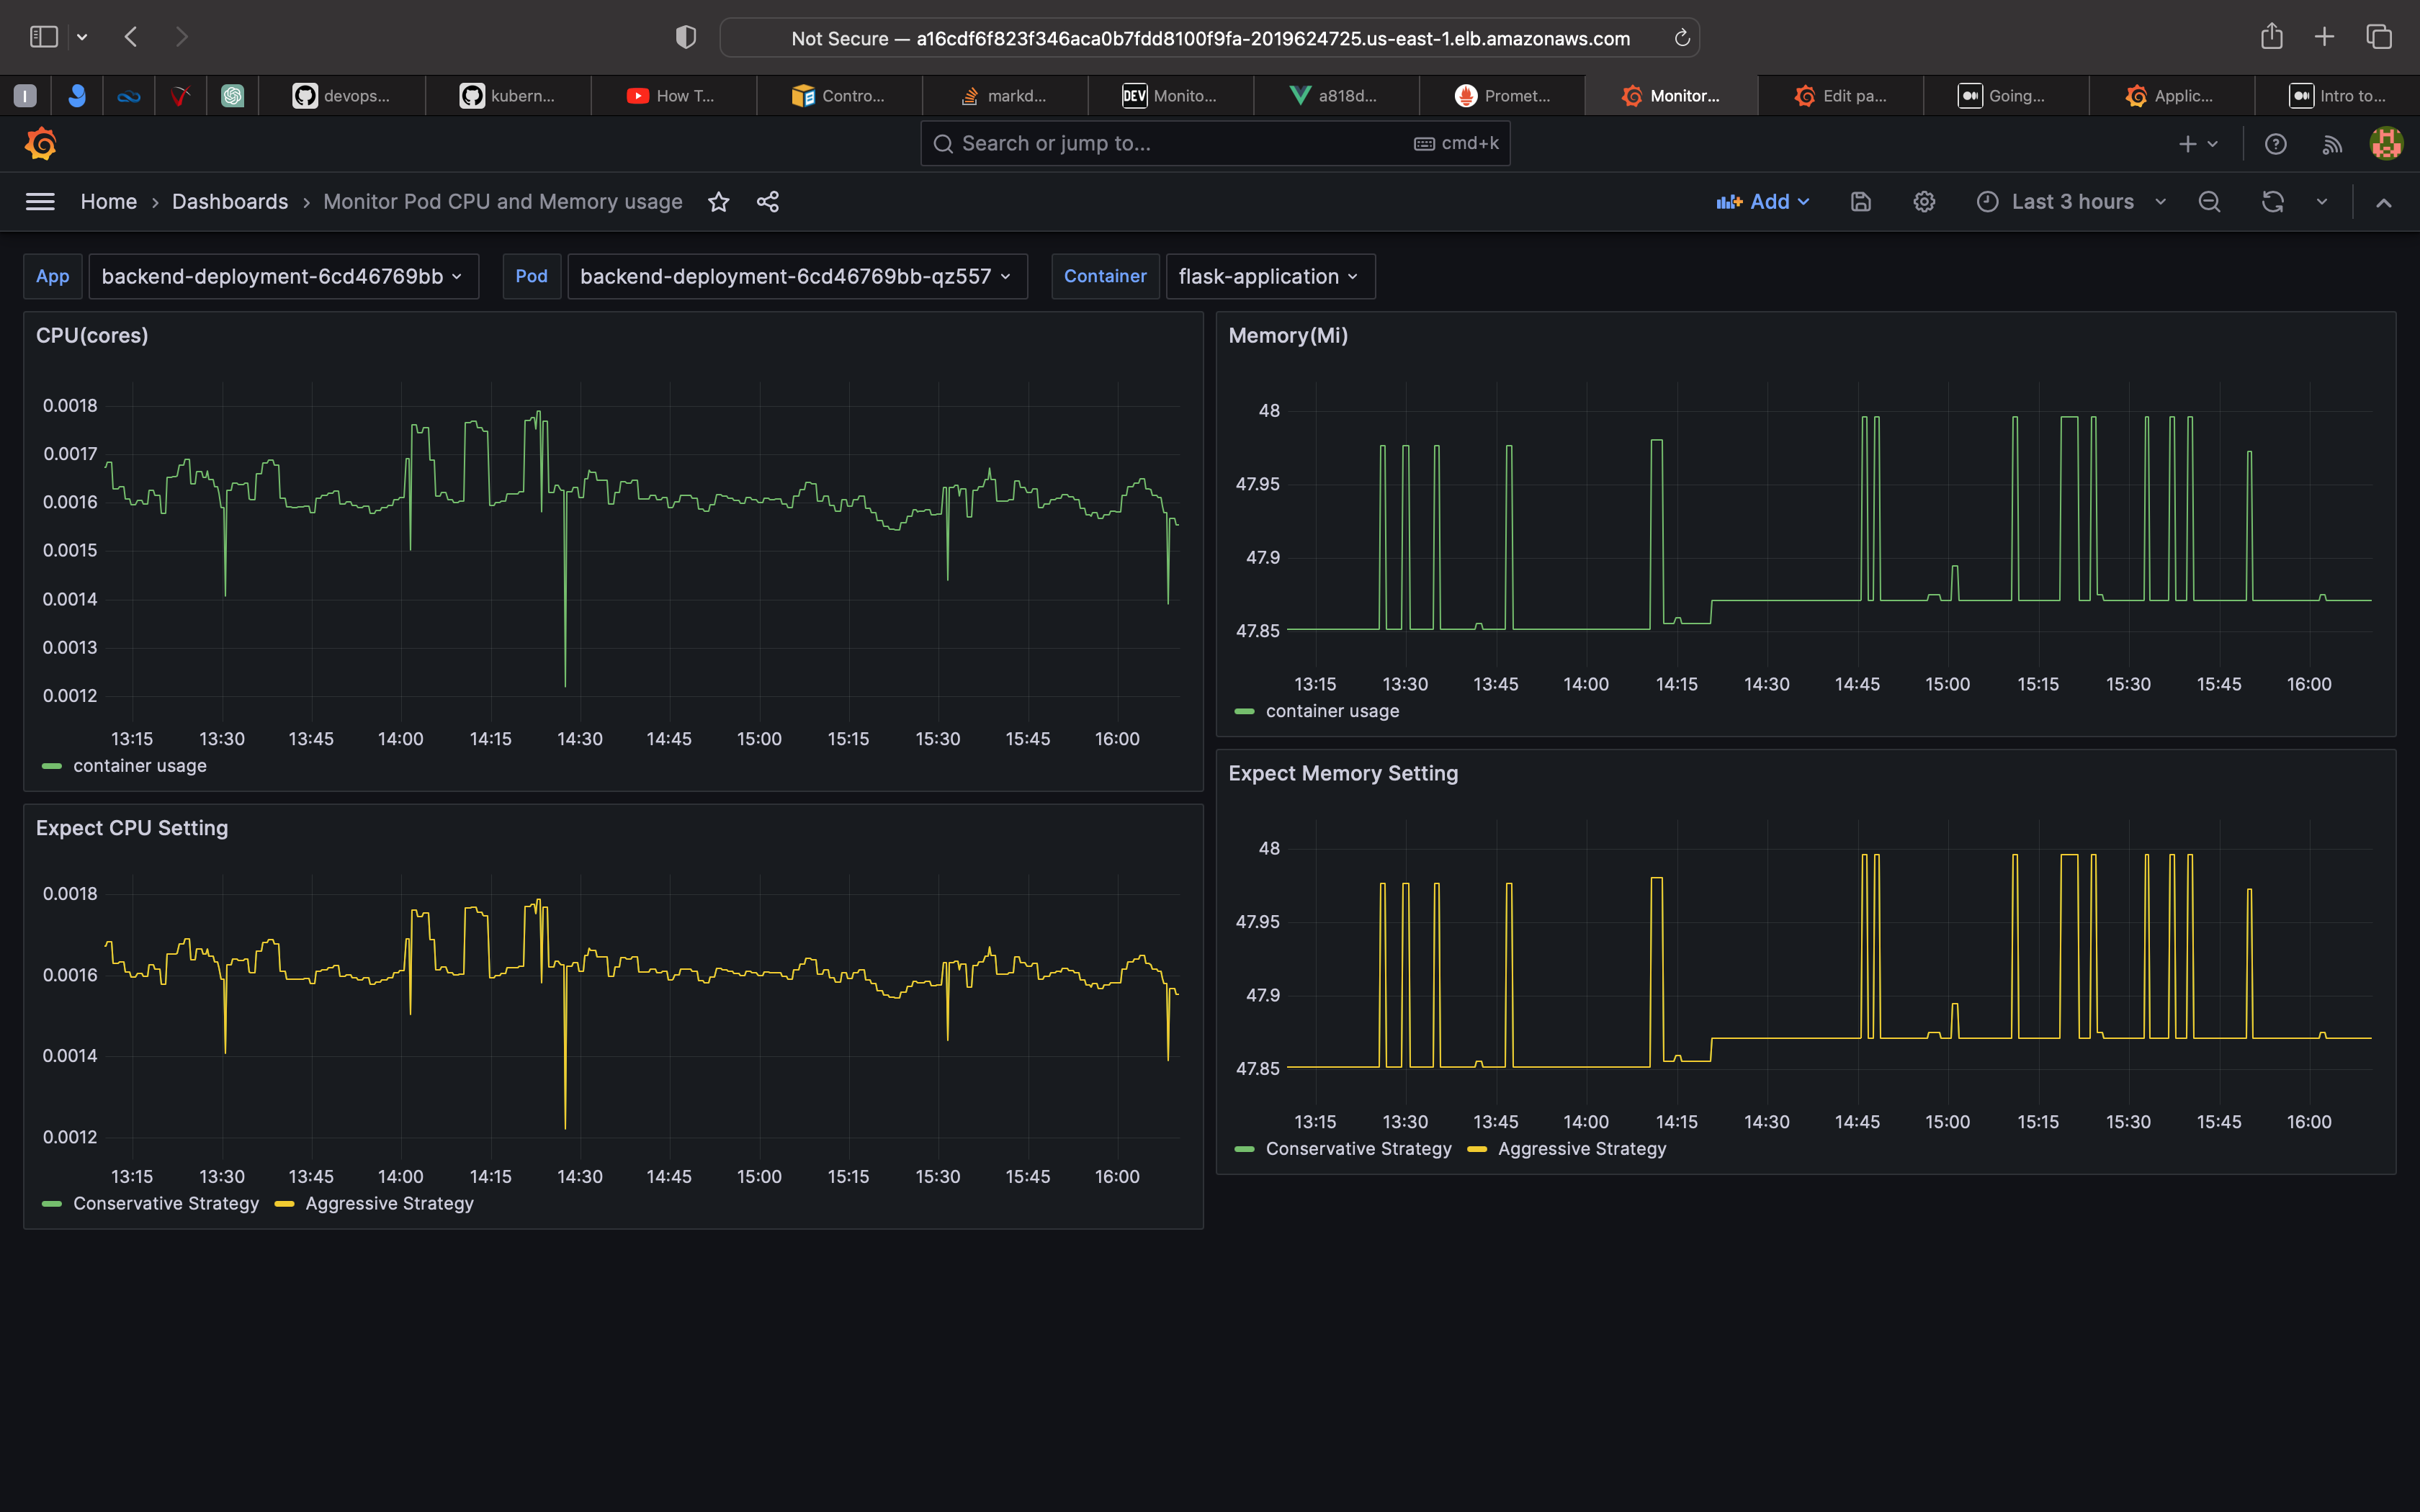 Not Secure — a16cdf6f823f346aca0b7fdd8100f9fa-2019624725.us-east-1.elb.amazonaws.com
I devops... kubern... How T... Contro... markd... DEV Monito... a818d... Promet... Monitor... Edit pa... Going... Applic... Intro to...
Search or jump to... cmd+k
Home › Dashboards › Monitor Pod CPU and Memory usage Add Last 3 hours
App backend-deployment-6cd46769bb Pod backend-deployment-6cd46769bb-qz557 Container flask-application
CPU(cores)
0.0018
0.0017
0.0016
0.0015
0.0014
0.0013
0.0012
13:15 13:30 13:45 14:00 14:15 14:30 14:45 15:00 15:15 15:30 15:45 16:00
container usage
Memory(Mi)
48
47.95
47.9
47.85
13:15 13:30 13:45 14:00 14:15 14:30 14:45 15:00 15:15 15:30 15:45 16:00
container usage
Expect CPU Setting
0.0018
0.0016
0.0014
0.0012
13:15 13:30 13:45 14:00 14:15 14:30 14:45 15:00 15:15 15:30 15:45 16:00
Conservative Strategy Aggressive Strategy
Expect Memory Setting
48
47.95
47.9
47.85
13:15 13:30 13:45 14:00 14:15 14:30 14:45 15:00 15:15 15:30 15:45 16:00
Conservative Strategy Aggressive Strategy